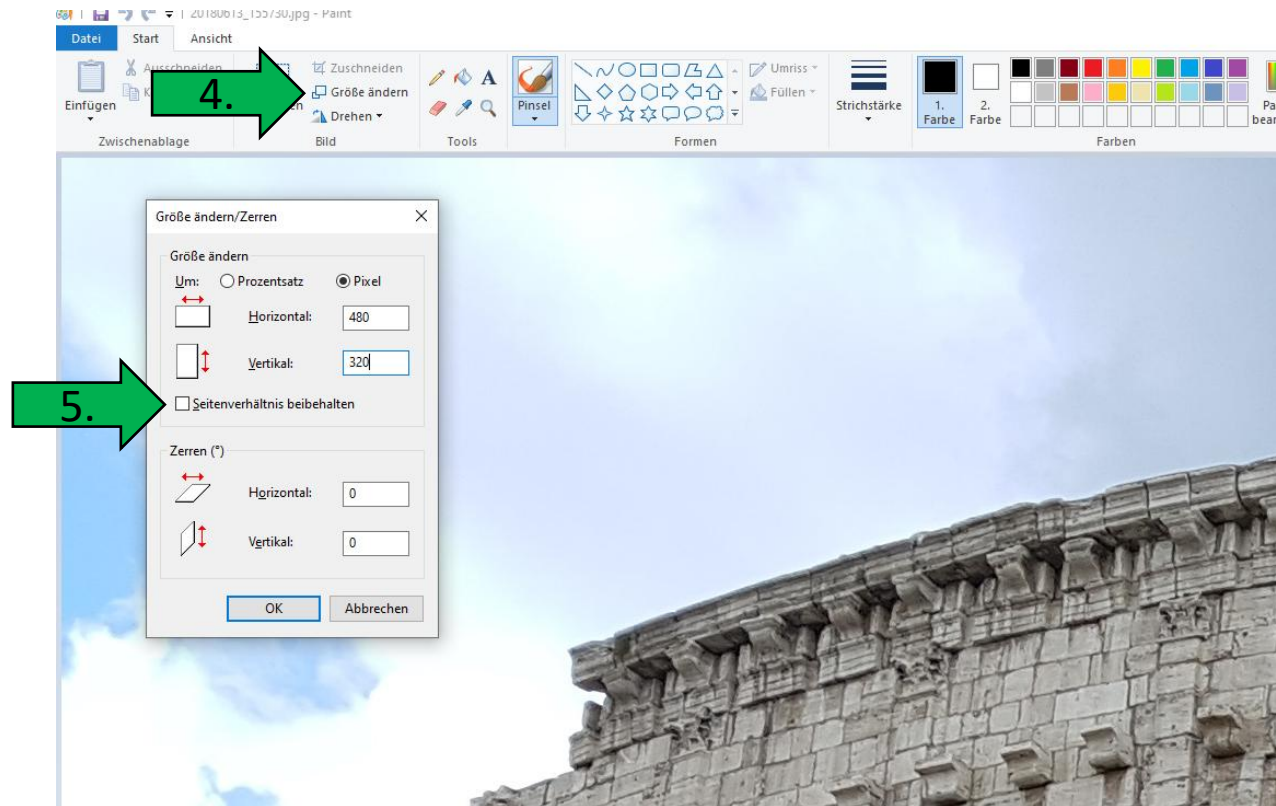 20180613_155730.jpg - Paint
Datei Start Ansicht
Ausschneiden
Zuschneiden
4.
Größe ändern
Einfügen
Drehen
Pinsel
Umriss
Füllen
Strichstärke
1. Farbe
2. Farbe
Zwischenablage
Bild
Tools
Formen
Farben
Größe ändern/Zerren
Größe ändern
Um: Prozentsatz Pixel
Horizontal: 480
Vertikal: 320
5.
Seitenverhältnis beibehalten
Zerren (°)
Horizontal: 0
Vertikal: 0
OK Abbrechen